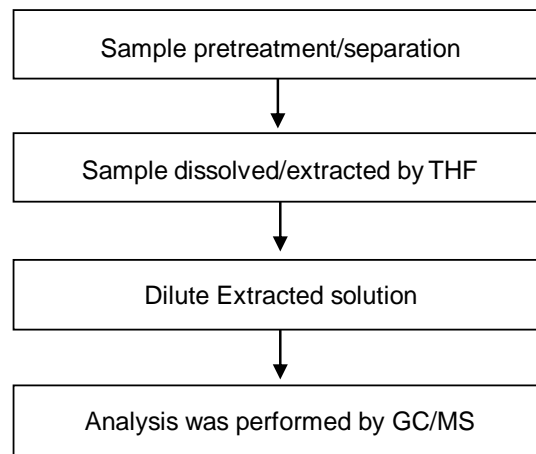 Sample pretreatment/separation
Sample dissolved/extracted by THF
Dilute Extracted solution
Analysis was performed by GC/MS